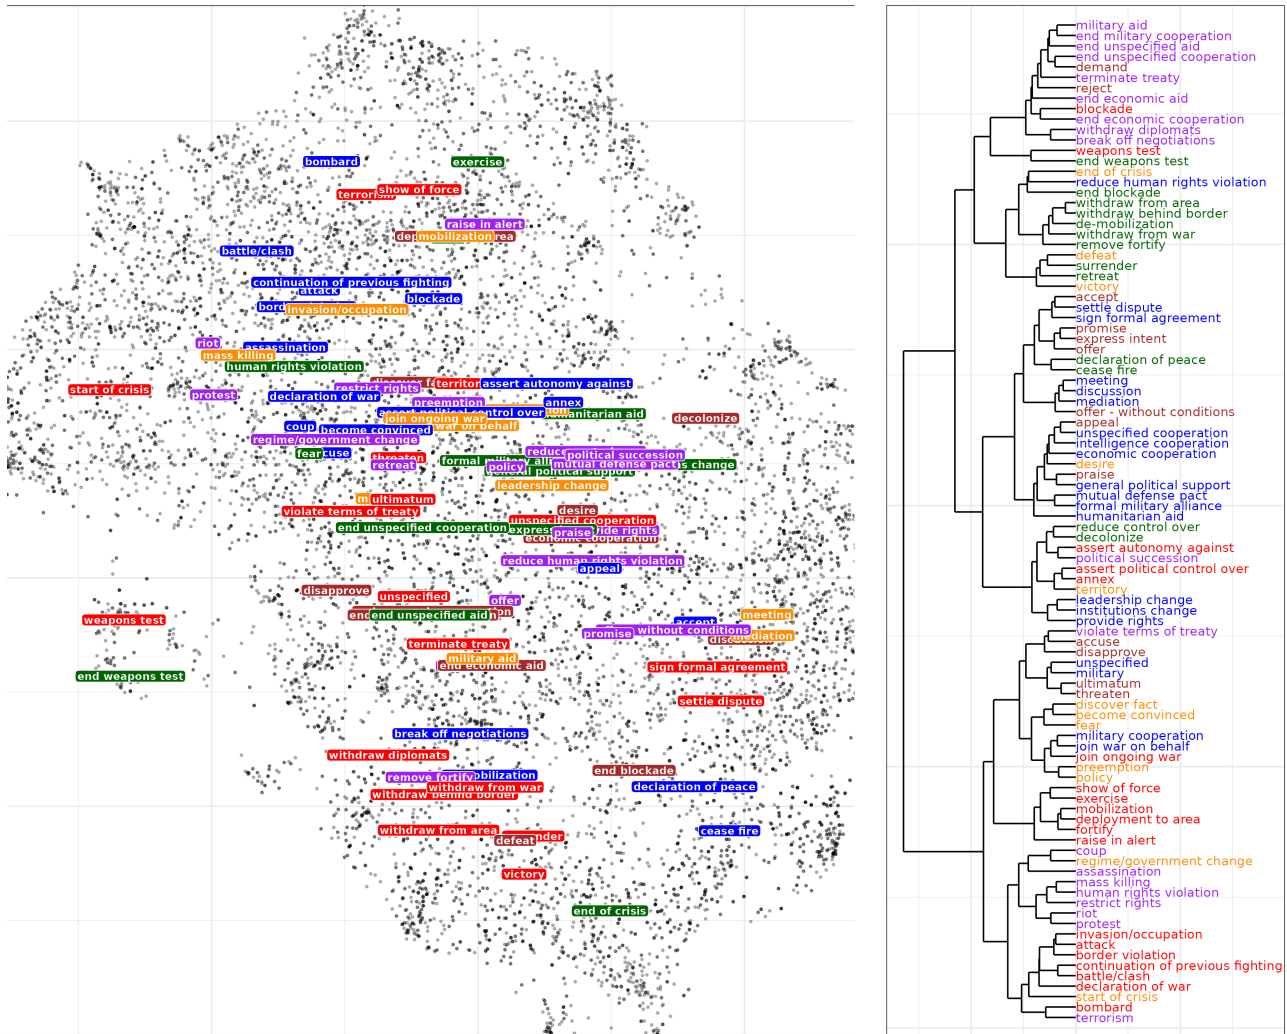 bombard
exercise
terrorism
show of force
raise in alert
mobilization
battle/clash
continuation of previous fighting
attack
blockade
invasion/occupation
riot
assassination
mass killing
human rights violation
start of crisis
restrict rights
territor
assert autonomy against
protest
declaration of war
preemption
annex
assert political control over
manitarian aid
join ongoing war
decolonize
coup
become convinced
war on behalf
regime/government change
fear
cuse
threaten
retreat
reduc
political succession
policy
mutual defense pact
s change
general political support
leadership change
ultimatum
violate terms of treaty
desire
unspecified cooperation
end unspecified cooperation
express
praise
vide rights
economic cooperation
reduce human rights violation
appeal
disapprove
unspecified
offer
end unspecified aid
weapons test
meeting
accept
promise
without conditions
mediation
terminate treaty
military aid
end economic aid
sign formal agreement
end weapons test
settle dispute
break off negotiations
withdraw diplomats
remove fortify
obilization
end blockade
withdraw from war
withdraw behind border
declaration of peace
withdraw from area
nder
defeat
cease fire
victory
end of crisis
military aid
end military cooperation
end unspecified aid
end unspecified cooperation
demand
terminate treaty
reject
end economic aid
blockade
end economic cooperation
withdraw diplomats
break off negotiations
weapons test
end weapons test
end of crisis
reduce human rights violation
end blockade
withdraw from area
withdraw behind border
de-mobilization
withdraw from war
remove fortify
defeat
surrender
retreat
victory
accept
settle dispute
sign formal agreement
promise
express intent
offer
declaration of peace
cease fire
meeting
discussion
mediation
offer - without conditions
appeal
unspecified cooperation
intelligence cooperation
economic cooperation
desire
praise
general political support
mutual defense pact
formal military alliance
humanitarian aid
reduce control over
decolonize
assert autonomy against
political succession
assert political control over
annex
territory
leadership change
institutions change
provide rights
violate terms of treaty
accuse
disapprove
unspecified
military
ultimatum
threaten
discover fact
become convinced
fear
military cooperation
join war on behalf
join ongoing war
preemption
policy
show of force
exercise
mobilization
deployment to area
fortify
raise in alert
coup
regime/government change
assassination
mass killing
human rights violation
restrict rights
riot
protest
invasion/occupation
attack
border violation
continuation of previous fighting
battle/clash
declaration of war
start of crisis
bombard
terrorism